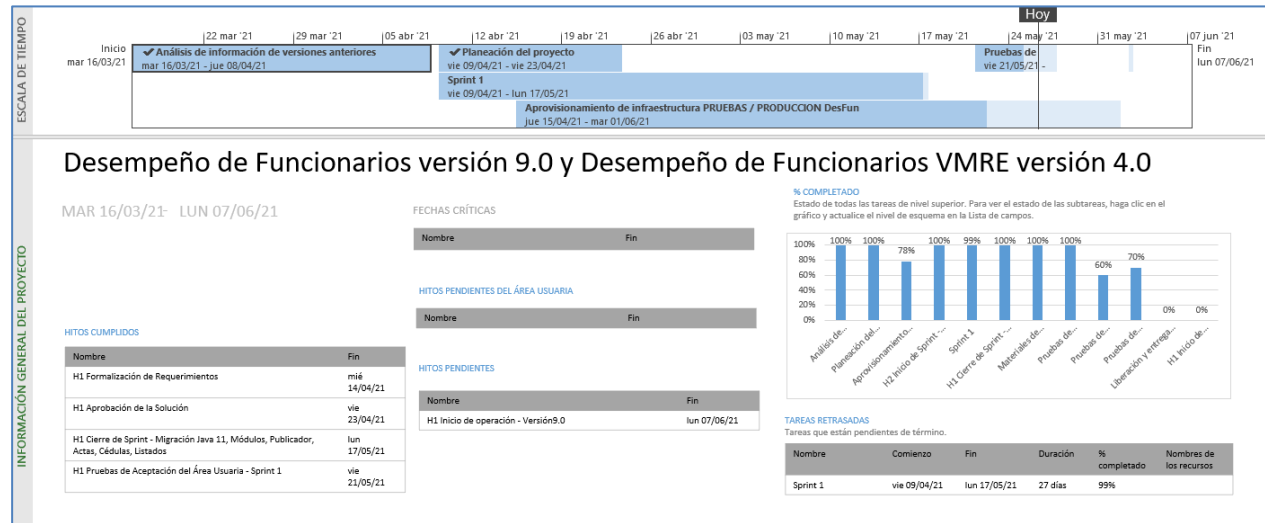 ESCALA DE TIEMPO
Hoy
22 mar '21
29 mar '21
05 abr '21
12 abr '21
19 abr '21
26 abr '21
03 may '21
10 may '21
17 may '21
24 may '21
31 may '21
07 jun '21
Inicio
mar 16/03/21
✔Análisis de información de versiones anteriores
mar 16/03/21 - jue 08/04/21
✔Planeación del proyecto
vie 09/04/21 - vie 23/04/21
Pruebas de
vie 21/05/21 -
Fin
lun 07/06/21
Sprint 1
vie 09/04/21 - lun 17/05/21
Aprovisionamiento de infraestructura PRUEBAS / PRODUCCION DesFun
jue 15/04/21 - mar 01/06/21
INFORMACIÓN GENERAL DEL PROYECTO
Desempeño de Funcionarios versión 9.0 y Desempeño de Funcionarios VMRE versión 4.0
MAR 16/03/21- LUN 07/06/21
HITOS CUMPLIDOS
Nombre Fin
H1 Formalización de Requerimientos mié
14/04/21
H1 Aprobación de la Solución vie
23/04/21
H1 Cierre de Sprint - Migración Java 11, Módulos, Publicador, lun
Actas, Cédulas, Listados 17/05/21
H1 Pruebas de Aceptación del Área Usuaria - Sprint 1 vie
21/05/21
FECHAS CRÍTICAS
Nombre Fin
HITOS PENDIENTES DEL ÁREA USUARIA
Nombre Fin
HITOS PENDIENTES
Nombre Fin
H1 Inicio de operación - Versión9.0 lun 07/06/21
% COMPLETADO
Estado de todas las tareas de nivel superior. Para ver el estado de las subtareas, haga clic en el
gráfico y actualice el nivel de esquema en la Lista de campos.
100%
80%
60%
40%
20%
0%
100% 100% 78% 100% 99% 100% 100% 100% 60% 70% 0% 0%
Análisis de...
Planeación del...
Aprovisionamiento...
H2 Inicio de Sprint -...
Sprint 1
H1 Cierre de Sprint -...
Materiales de...
Pruebas de...
Pruebas de...
Pruebas de...
Liberación y entrega...
H1 Inicio de...
TAREAS RETRASADAS
Tareas que están pendientes de término.
Nombre Comienzo Fin Duración % completado Nombres de los recursos
Sprint 1 vie 09/04/21 lun 17/05/21 27 días 99%